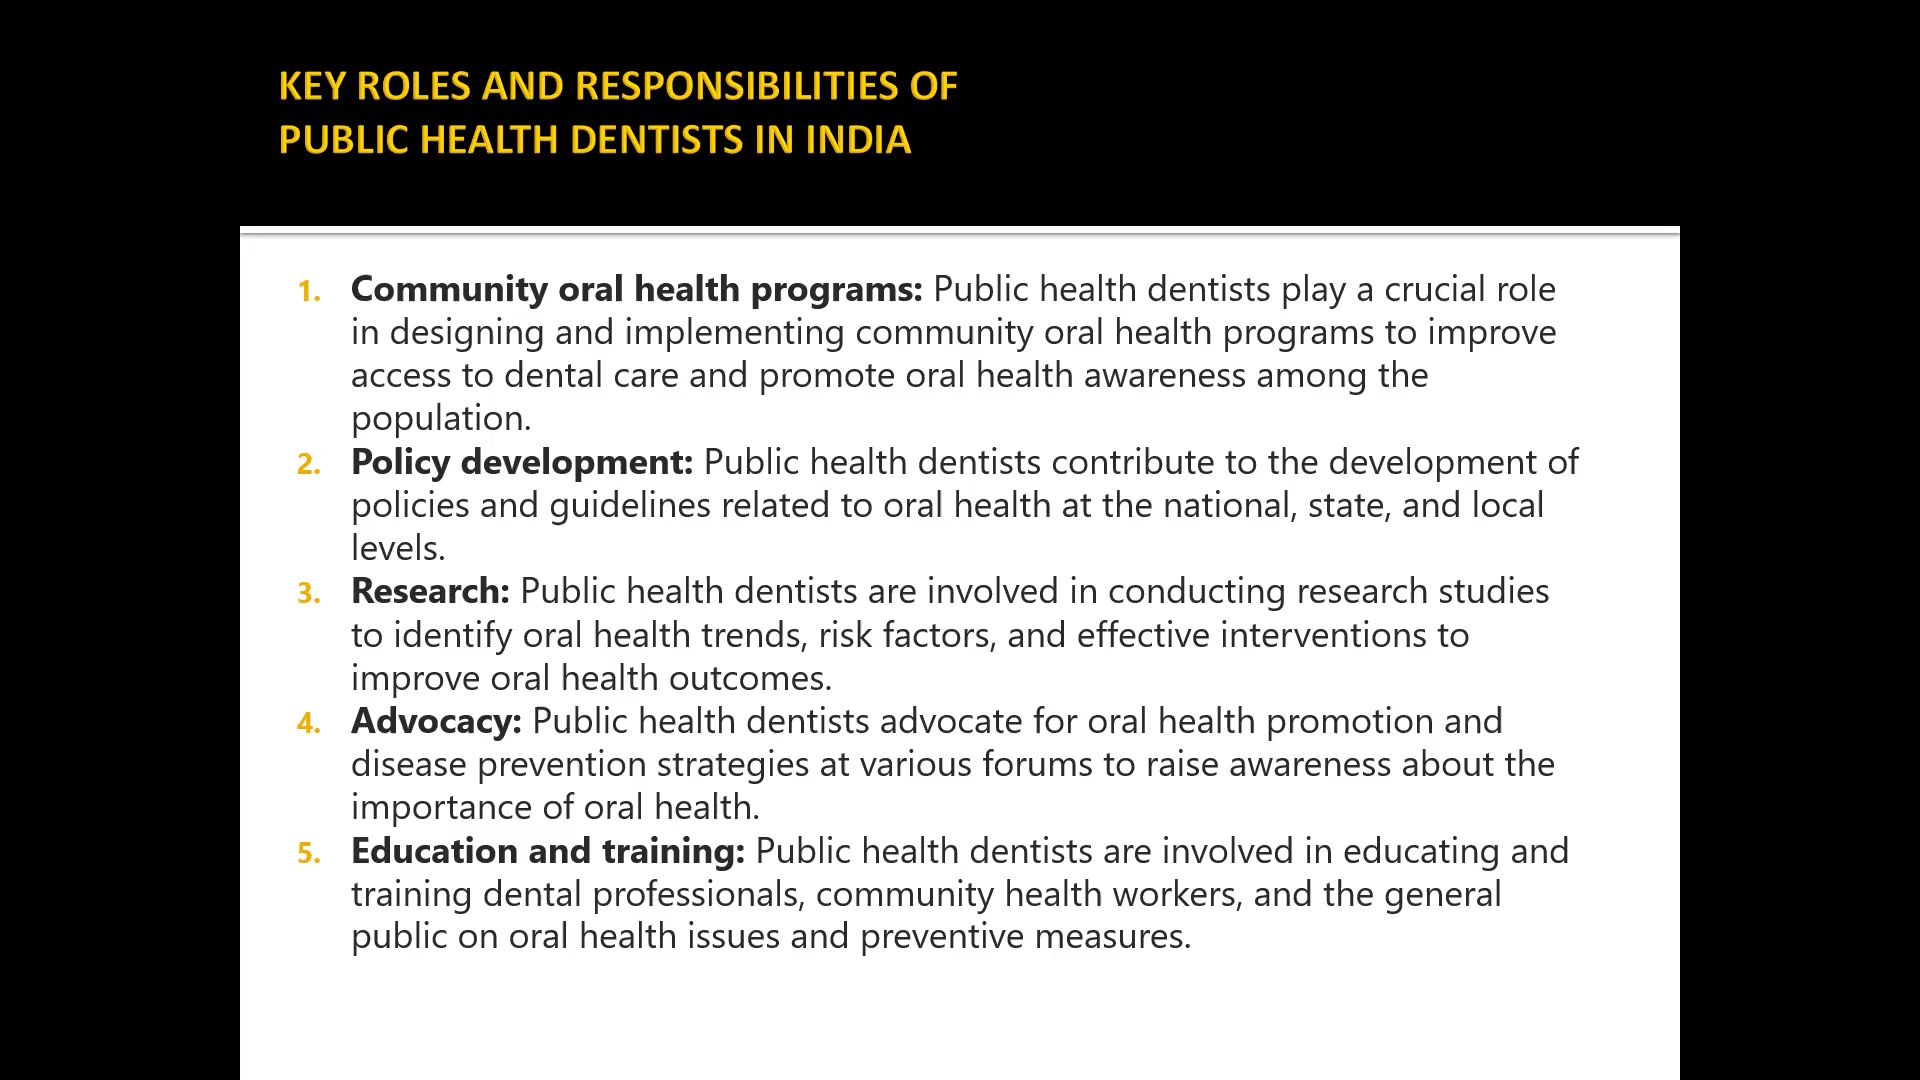 KEY ROLES AND RESPONSIBILITIES OF
PUBLIC HEALTH DENTISTS IN INDIA
1. Community oral health programs: Public health dentists play a crucial role
in designing and implementing community oral health programs to improve
access to dental care and promote oral health awareness among the
population.
2. Policy development: Public health dentists contribute to the development of
policies and guidelines related to oral health at the national, state, and local
levels.
3. Research: Public health dentists are involved in conducting research studies
to identify oral health trends, risk factors, and effective interventions to
improve oral health outcomes.
4. Advocacy: Public health dentists advocate for oral health promotion and
disease prevention strategies at various forums to raise awareness about the
importance of oral health.
5. Education and training: Public health dentists are involved in educating and
training dental professionals, community health workers, and the general
public on oral health issues and preventive measures.